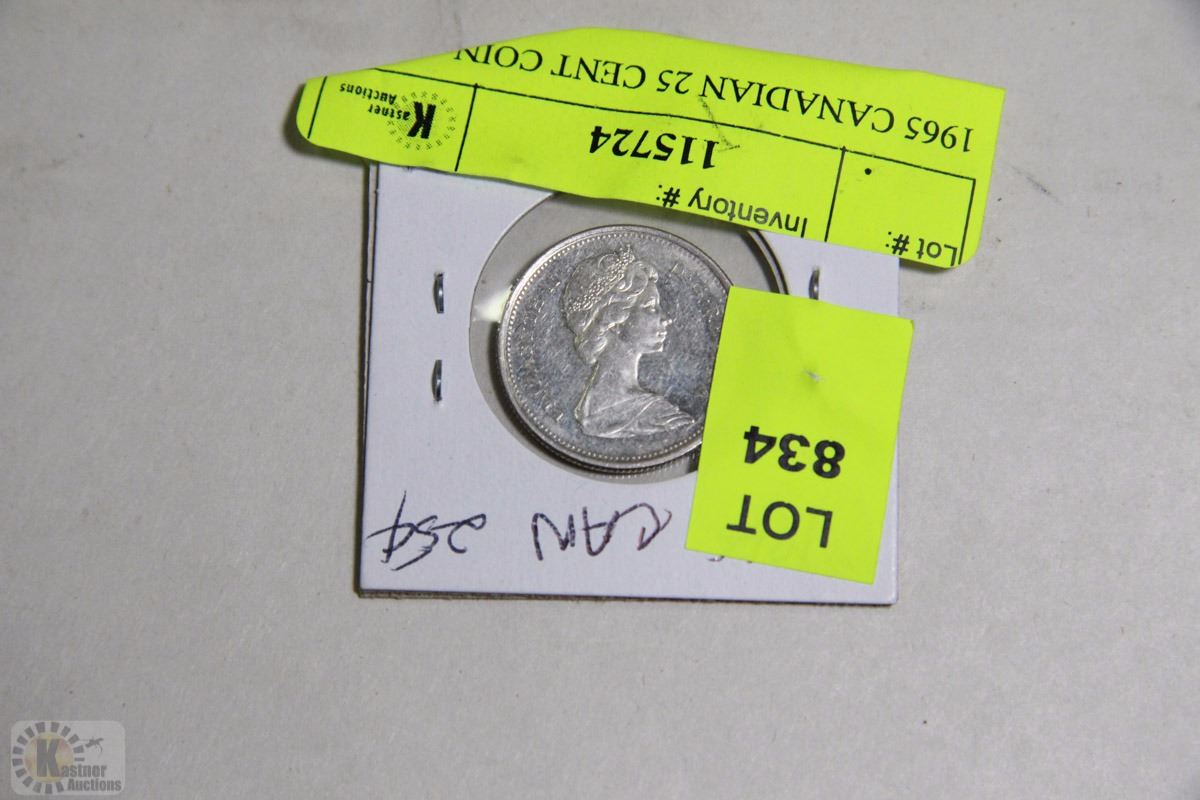 1965 CANADIAN 25 CENT COIN
Kastner
Auctions
115724
Inventory #:
Lot #:
LOT
834
CAN 25¢
Kastner
Auctions